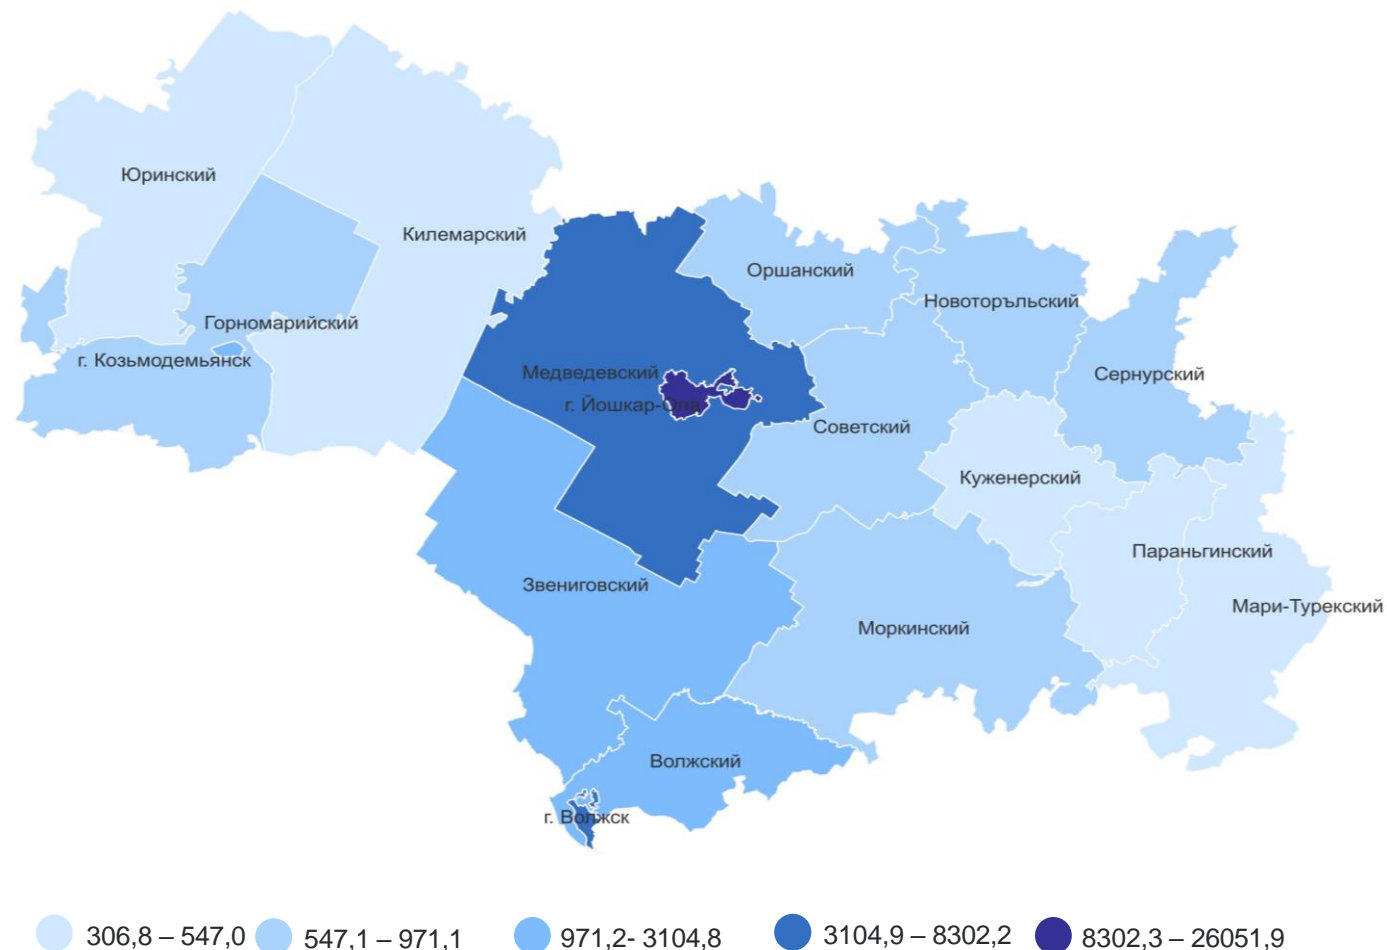 Юринский
Килемарский
Оршанский
Новоторъльский
Горномарийский
г. Козьмодемьянск
Медведевский
Сернурский
г. Йошкар-Ола
Советский
Куженерский
Параньгинский
Звениговский
Мари-Турекский
Моркинский
Волжский
г. Волжск
306,8 – 547,0 547,1 – 971,1 971,2- 3104,8 3104,9 – 8302,2 8302,3 – 26051,9